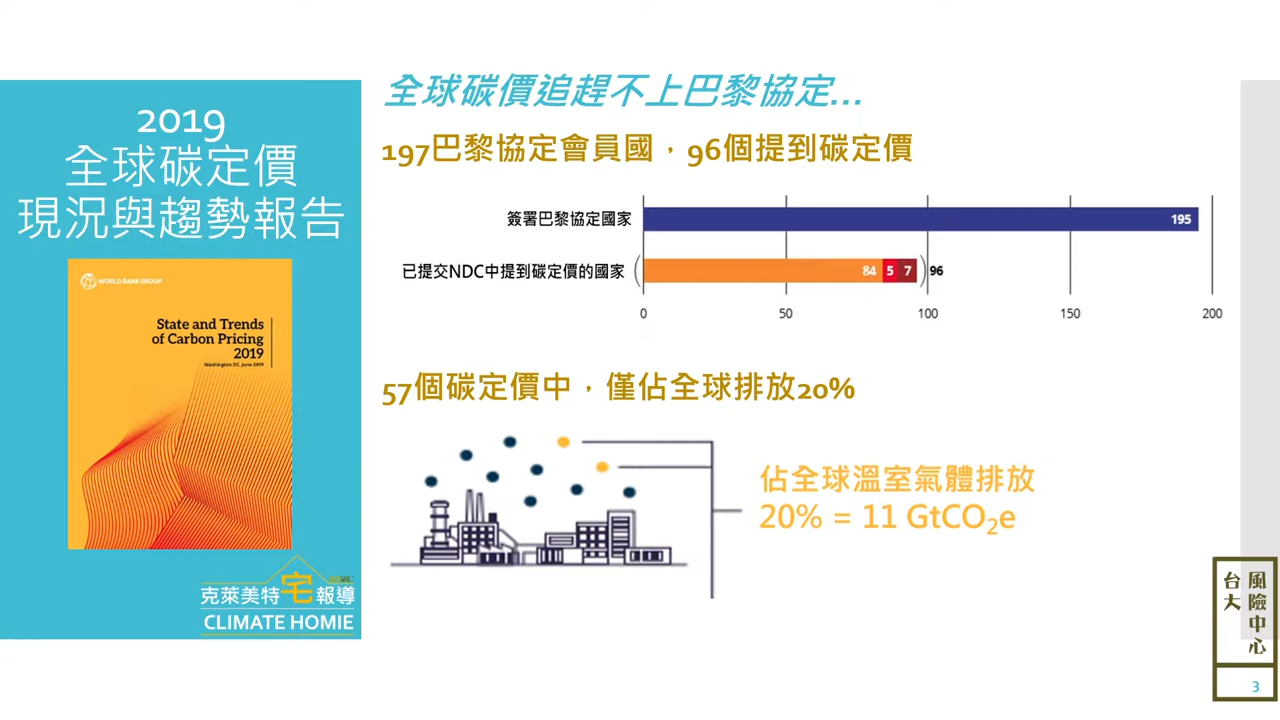 2019
全球碳定價
現況與趨勢報告
WORLD BANK GROUP
State and Trends
of Carbon Pricing
2019
Washington DC, June 2019
克萊美特宅報導
CLIMATE HOMIE
全球碳價追趕不上巴黎協定...
197巴黎協定會員國，96個提到碳定價
簽署巴黎協定國家
195
已提交NDC中提到碳定價的國家
84 5 7 96
0 50 100 150 200
57個碳定價中，僅佔全球排放20%
佔全球溫室氣體排放
20% = 11 GtCO₂e
台大
風險中心
3